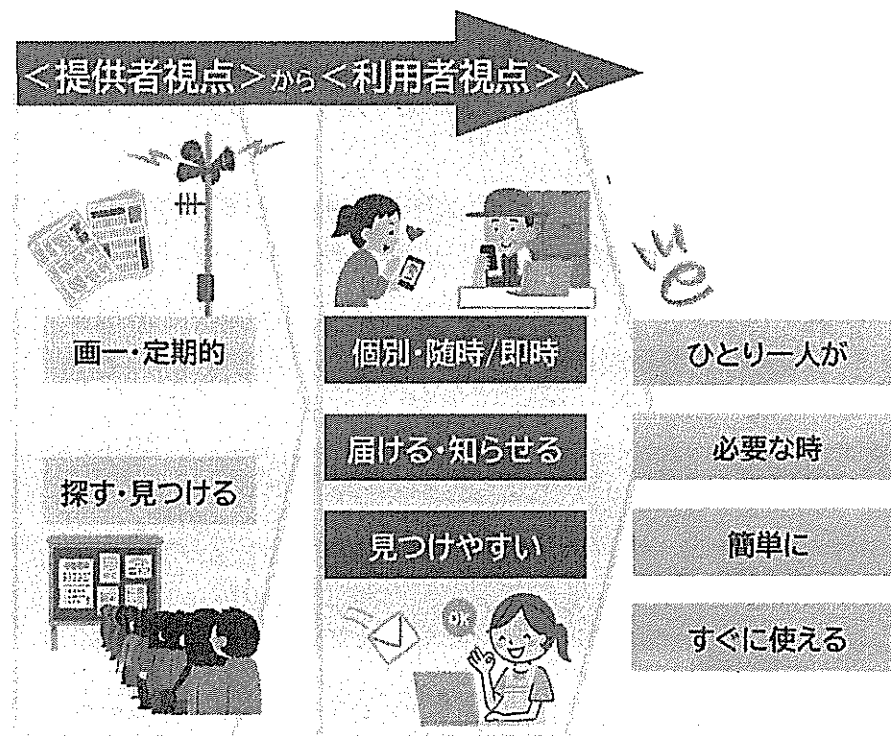 ＜提供者視点＞から＜利用者視点＞へ
画一・定期的
探す・見つける
個別・随時/即時
届ける・知らせる
見つけやすい
OK
ひとり一人が
必要な時
簡単に
すぐに使える